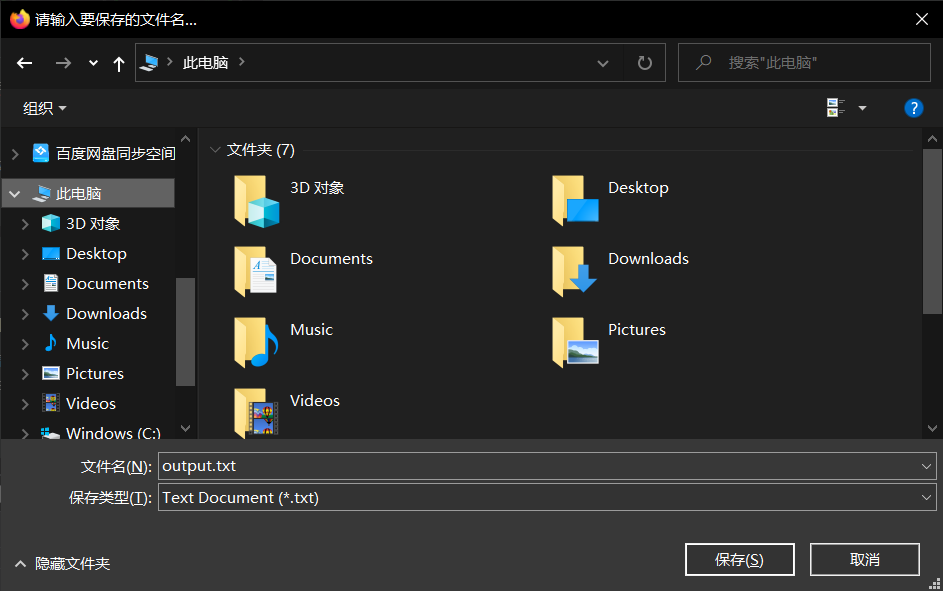 请输入要保存的文件名...
此电脑
搜索"此电脑"
组织
?
百度网盘同步空间
此电脑
3D 对象
Desktop
Documents
Downloads
Music
Pictures
Videos
Windows (C:)
文件夹 (7)
3D 对象
Desktop
Documents
Downloads
Music
Pictures
Videos
文件名(N): output.txt
保存类型(T): Text Document (*.txt)
隐藏文件夹
保存(S)
取消